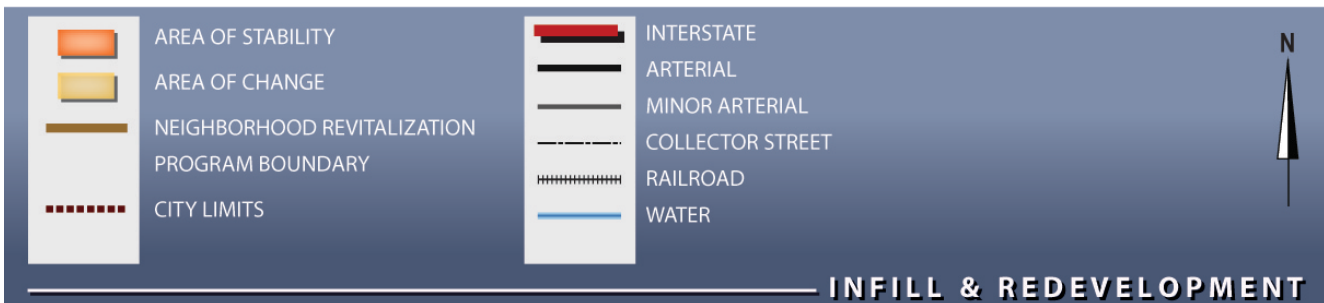 AREA OF STABILITY
AREA OF CHANGE
NEIGHBORHOOD REVITALIZATION
PROGRAM BOUNDARY
CITY LIMITS
INTERSTATE
ARTERIAL
MINOR ARTERIAL
COLLECTOR STREET
RAILROAD
WATER
N
INFILL & REDEVELOPMENT